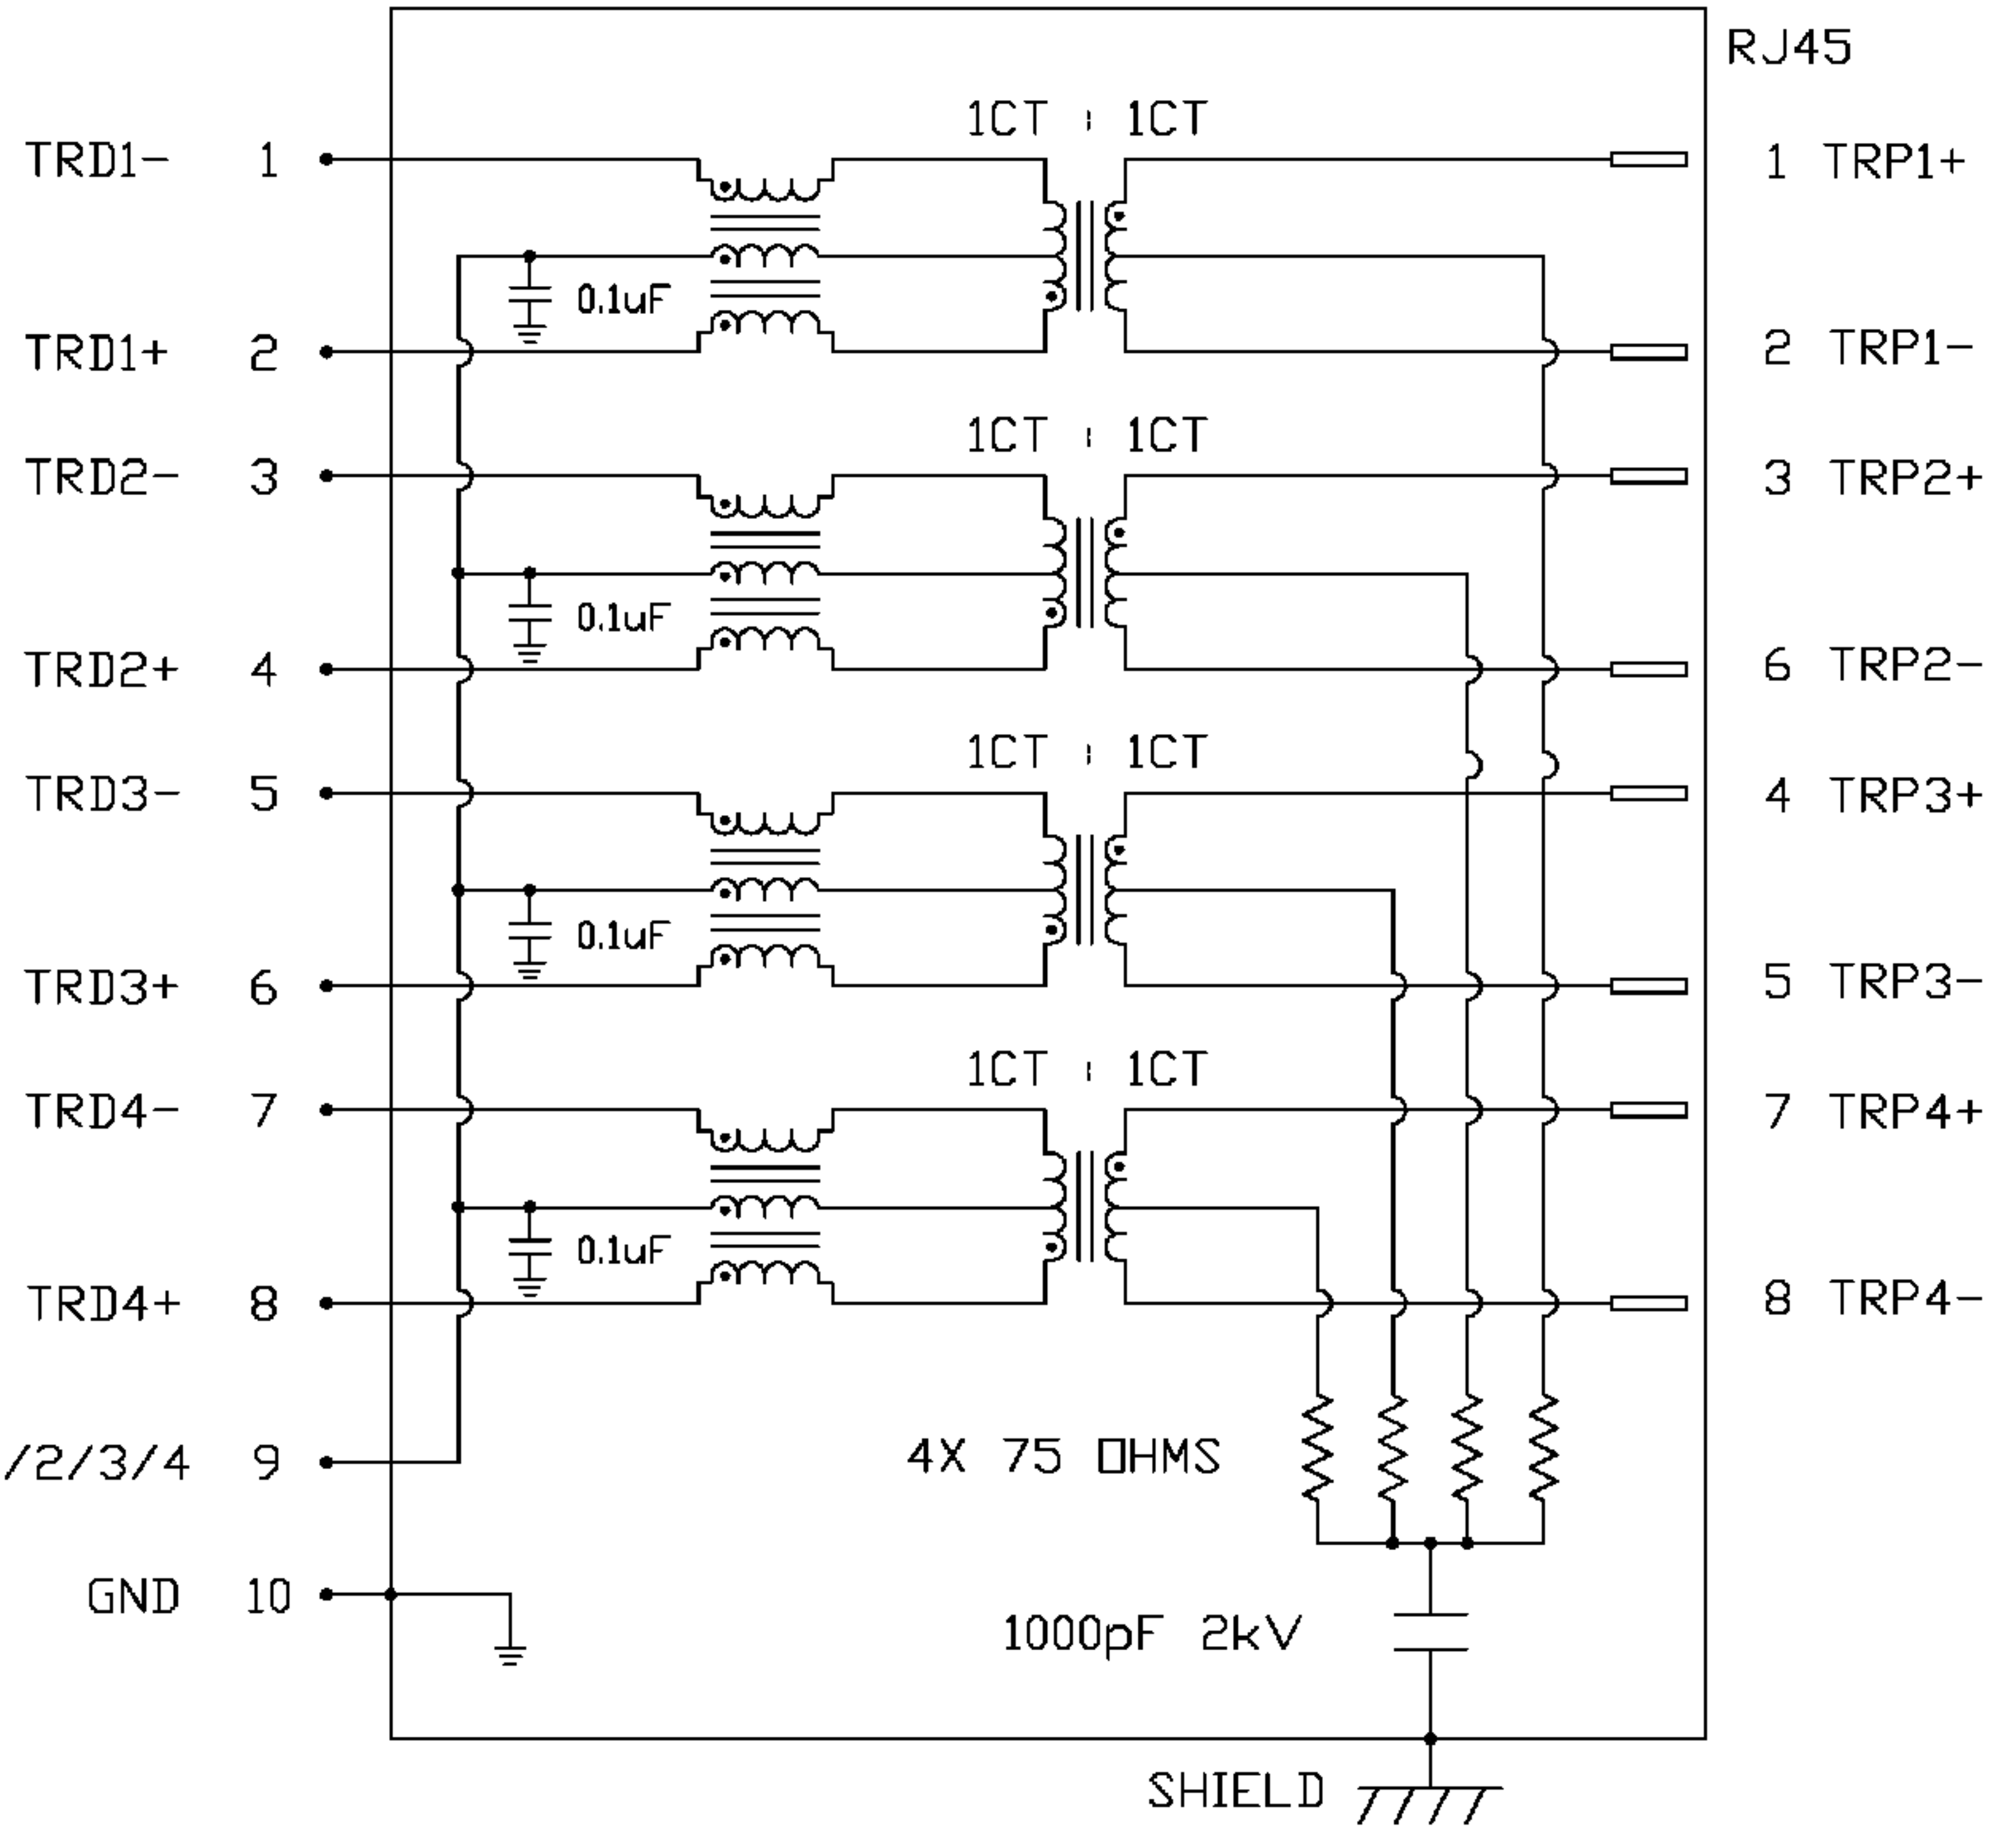 RJ45
1CT : 1CT
TRD1- 1
1 TRP1+
0.1uF
TRD1+ 2
2 TRP1-
1CT : 1CT
TRD2- 3
3 TRP2+
0.1uF
TRD2+ 4
6 TRP2-
1CT : 1CT
TRD3- 5
4 TRP3+
0.1uF
TRD3+ 6
5 TRP3-
1CT : 1CT
TRD4- 7
7 TRP4+
0.1uF
TRD4+ 8
8 TRP4-
/2/3/4 9
4X 75 OHMS
GND 10
1000pF 2kV
SHIELD